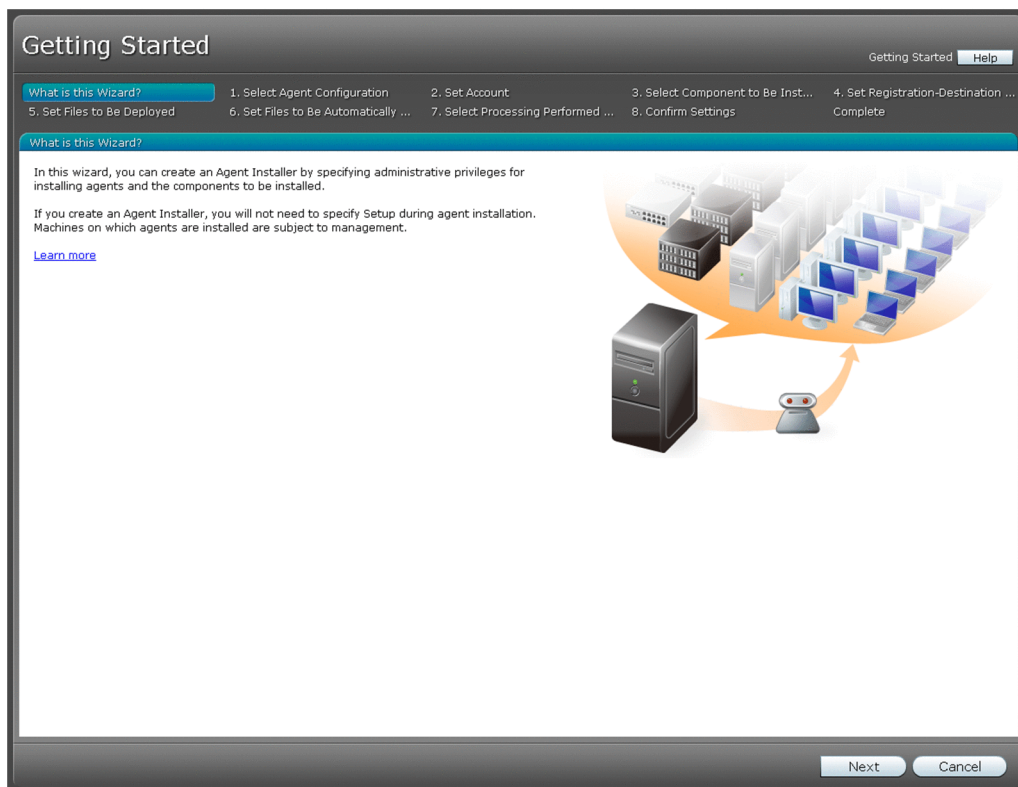 Getting Started
Getting Started Help
What is this Wizard? 1. Select Agent Configuration 2. Set Account 3. Select Component to Be Inst... 4. Set Registration-Destination ...
5. Set Files to Be Deployed 6. Set Files to Be Automatically ... 7. Select Processing Performed ... 8. Confirm Settings Complete
What is this Wizard?
In this wizard, you can create an Agent Installer by specifying administrative privileges for
installing agents and the components to be installed.
If you create an Agent Installer, you will not need to specify Setup during agent installation.
Machines on which agents are installed are subject to management.
Learn more
Next Cancel